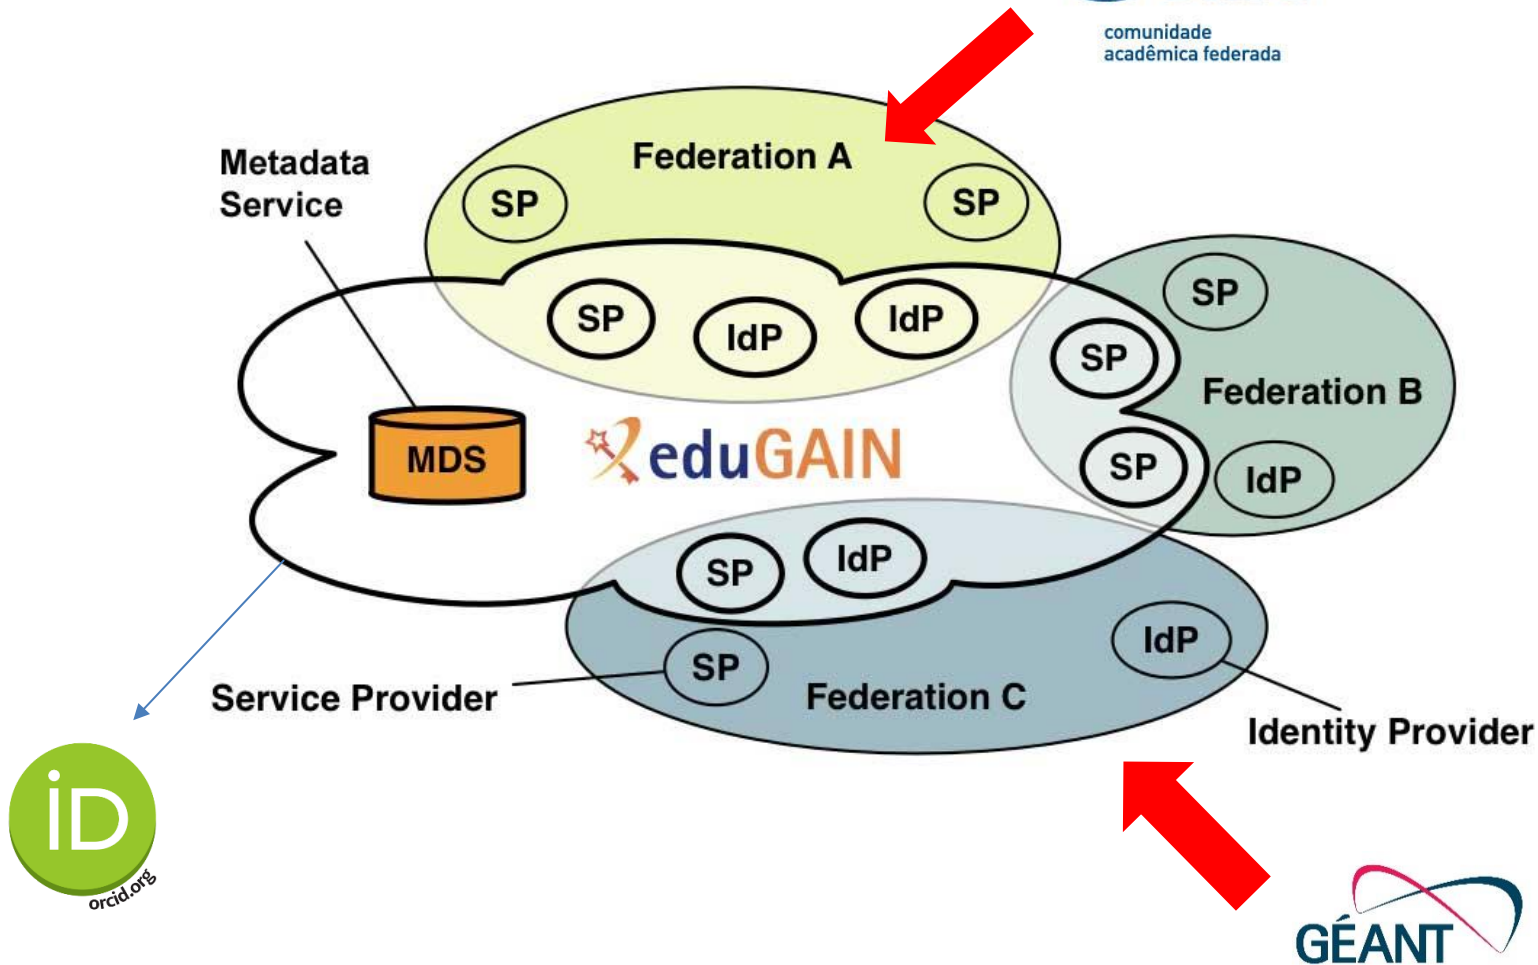 comunidade
acadêmica federada
Metadata
Service
Federation A
SP
SP
SP
IdP
IdP
SP
SP
Federation B
SP
IdP
MDS
eduGAIN
SP
IdP
SP
IdP
Service Provider
Federation C
Identity Provider
iD
orcid.org
GÉANT